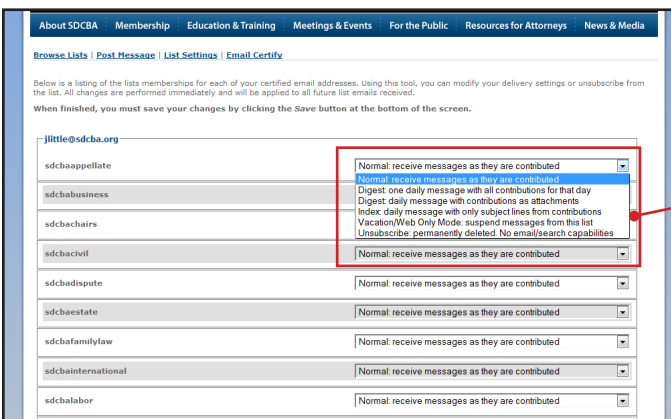 About SDCBA Membership Education & Training Meetings & Events For the Public Resources for Attorneys News & Media
Browse Lists | Post Message | List Settings | Email Certify
Below is a listing of the lists memberships for each of your certified email addresses. Using this tool, you can modify your delivery settings or unsubscribe from
the list. All changes are performed immediately and will be applied to all future list emails received.
When finished, you must save your changes by clicking the Save button at the bottom of the screen.
jlittle@sdcba.org
sdcbaappellate Normal: receive messages as they are contributed
Normal: receive messages as they are contributed
sdcbabusiness Digest: one daily message with all contributions for that day
Digest: daily message with contributions as attachments
Index: daily message with only subject lines from contributions
sdcbachairs Vacation/Web Only Mode: suspend messages from this list
Unsubscribe: permanently deleted. No email/search capabilities
sdcbacivil Normal: receive messages as they are contributed
sdcbadispute Normal: receive messages as they are contributed
sdcbaestate Normal: receive messages as they are contributed
sdcbafamilylaw Normal: receive messages as they are contributed
sdcbainternational Normal: receive messages as they are contributed
sdcbalabor Normal: receive messages as they are contributed